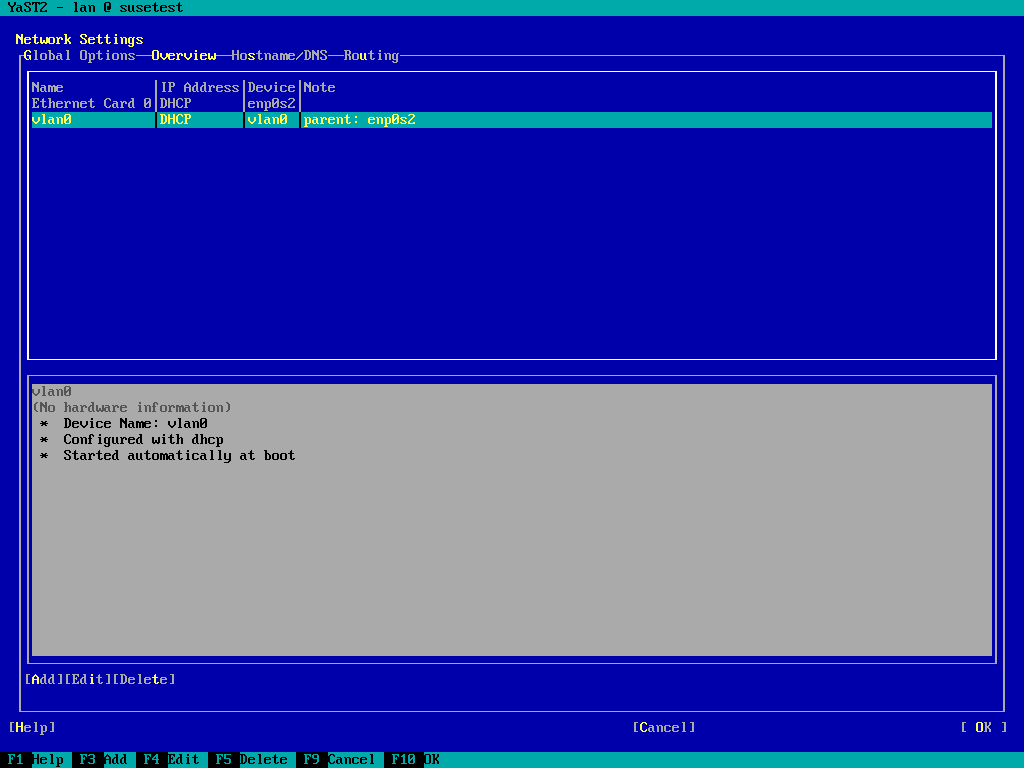 YaST2 - lan @ susetest
Network Settings
Global Options Overview Hostname/DNS Routing
Name IP Address Device Note
Ethernet Card 0 DHCP enp0s2
vlan0 DHCP vlan0 parent: enp0s2
vlan0
(No hardware information)
* Device Name: vlan0
* Configured with dhcp
* Started automatically at boot
[Add][Edit][Delete]
[Help] [Cancel] [ OK ]
F1 Help F3 Add F4 Edit F5 Delete F9 Cancel F10 OK